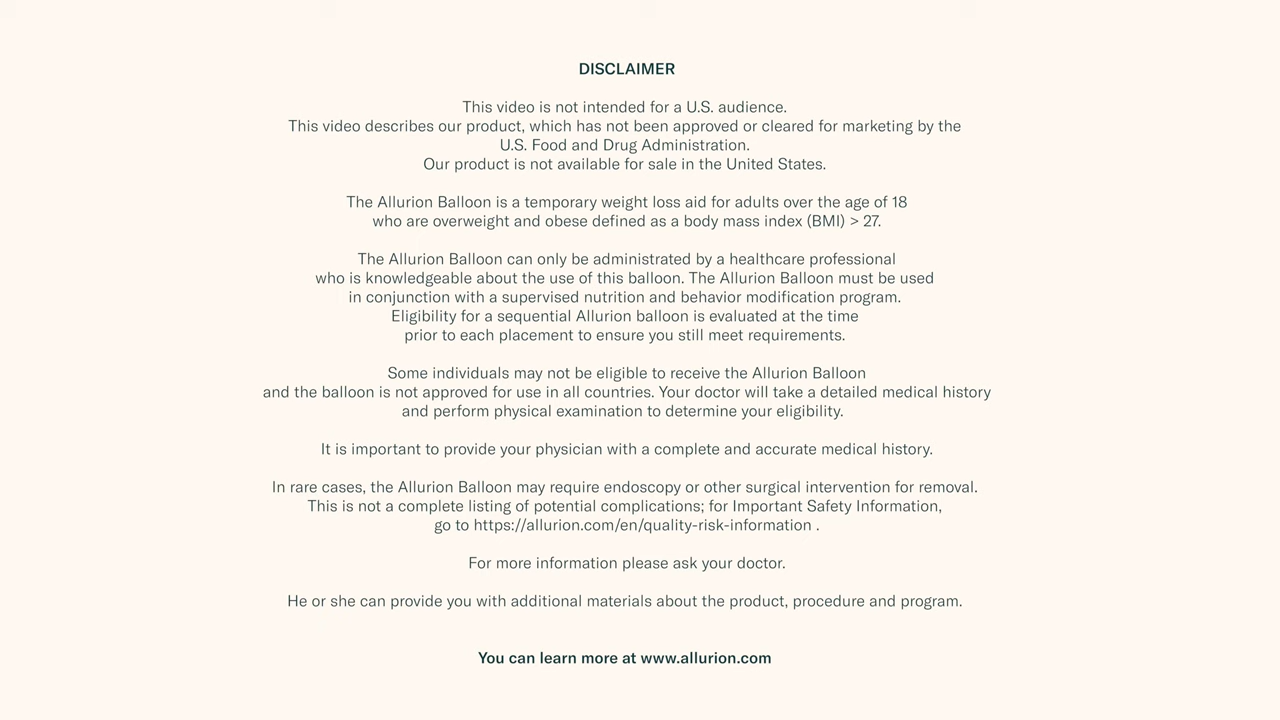 DISCLAIMER
This video is not intended for a U.S. audience.
This video describes our product, which has not been approved or cleared for marketing by the
U.S. Food and Drug Administration.
Our product is not available for sale in the United States.
The Allurion Balloon is a temporary weight loss aid for adults over the age of 18
who are overweight and obese defined as a body mass index (BMI) > 27.
The Allurion Balloon can only be administrated by a healthcare professional
who is knowledgeable about the use of this balloon. The Allurion Balloon must be used
in conjunction with a supervised nutrition and behavior modification program.
Eligibility for a sequential Allurion balloon is evaluated at the time
prior to each placement to ensure you still meet requirements.
Some individuals may not be eligible to receive the Allurion Balloon
and the balloon is not approved for use in all countries. Your doctor will take a detailed medical history
and perform physical examination to determine your eligibility.
It is important to provide your physician with a complete and accurate medical history.
In rare cases, the Allurion Balloon may require endoscopy or other surgical intervention for removal.
This is not a complete listing of potential complications; for Important Safety Information,
go to https://allurion.com/en/quality-risk-information .
For more information please ask your doctor.
He or she can provide you with additional materials about the product, procedure and program.
You can learn more at www.allurion.com